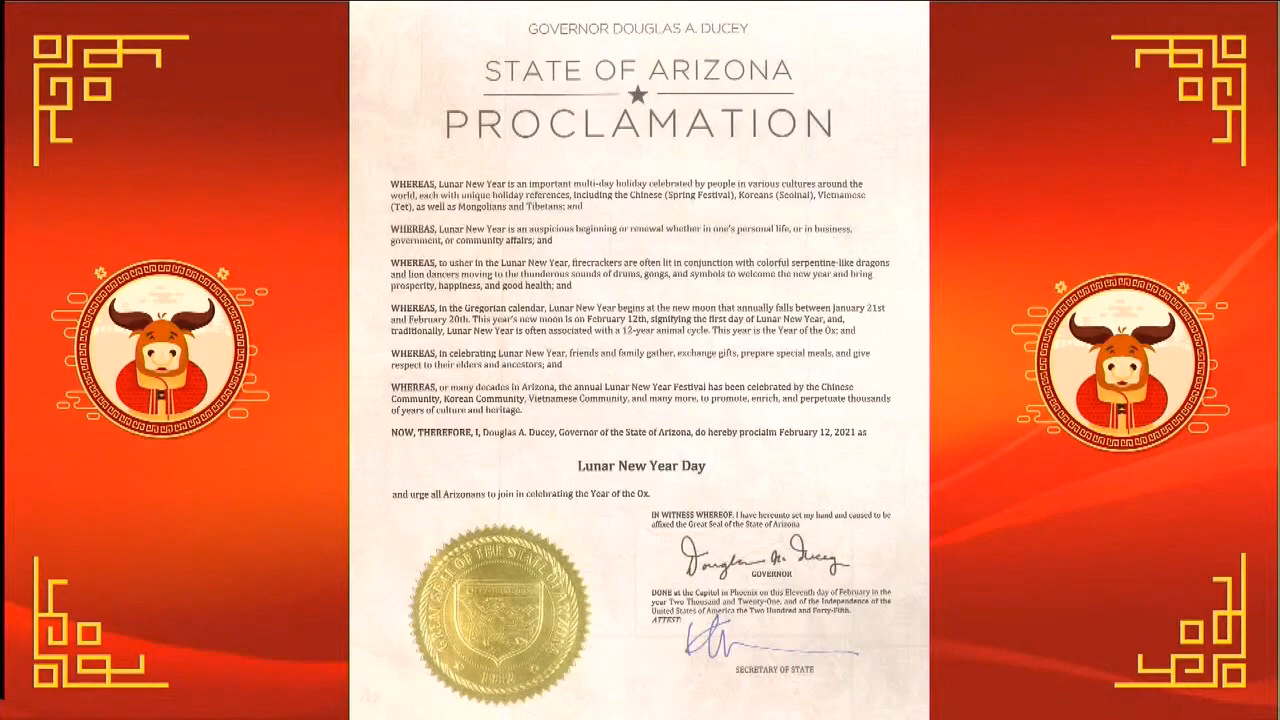 GOVERNOR DOUGLAS A. DUCEY
STATE OF ARIZONA
PROCLAMATION
WHEREAS, Lunar New Year is an important multi-day holiday celebrated by people in various cultures around the
world, each with unique holiday references, including the Chinese (Spring Festival), Koreans (Seolnal), Vietnamese
(Tet), as well as Mongolians and Tibetans; and
WHEREAS, Lunar New Year is an auspicious beginning or renewal whether in one's personal life, or in business,
government, or community affairs; and
WHEREAS, to usher in the Lunar New Year, firecrackers are often lit in conjunction with colorful serpentine-like dragons
and lion dancers moving to the thunderous sounds of drums, gongs, and symbols to welcome the new year and bring
prosperity, happiness, and good health; and
WHEREAS, in the Gregorian calendar, Lunar New Year begins at the new moon that annually falls between January 21st
and February 20th. This year's new moon is on February 12th, signifying the first day of Lunar New Year, and,
traditionally, Lunar New Year is often associated with a 12-year animal cycle. This year is the Year of the Ox; and
WHEREAS, in celebrating Lunar New Year, friends and family gather, exchange gifts, prepare special meals, and give
respect to their elders and ancestors; and
WHEREAS, or many decades in Arizona, the annual Lunar New Year Festival has been celebrated by the Chinese
Community, Korean Community, Vietnamese Community, and many more, to promote, enrich, and perpetuate thousands
of years of culture and heritage.
NOW, THEREFORE, I, Douglas A. Ducey, Governor of the State of Arizona, do hereby proclaim February 12, 2021 as
Lunar New Year Day
and urge all Arizonans to join in celebrating the Year of the Ox.
IN WITNESS WHEREOF, I have hereunto set my hand and caused to be
affixed the Great Seal of the State of Arizona
Douglas A. Ducey
GOVERNOR
DONE at the Capitol in Phoenix on this Eleventh day of February in the
year Two Thousand and Twenty-One, and of the Independence of the
United States of America the Two Hundred and Forty-Fifth.
ATTEST:
SECRETARY OF STATE
GREAT SEAL OF THE STATE OF ARIZONA
1912